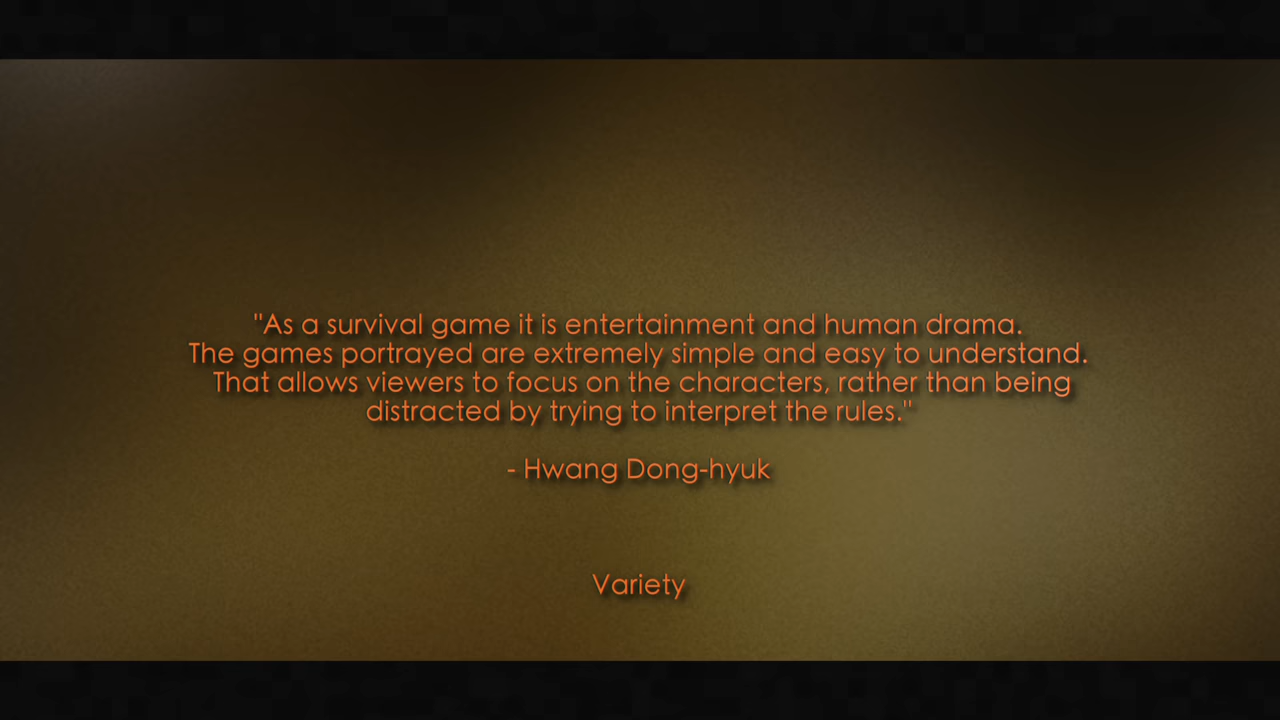 "As a survival game it is entertainment and human drama.
The games portrayed are extremely simple and easy to understand.
That allows viewers to focus on the characters, rather than being
distracted by trying to interpret the rules."
- Hwang Dong-hyuk
Variety